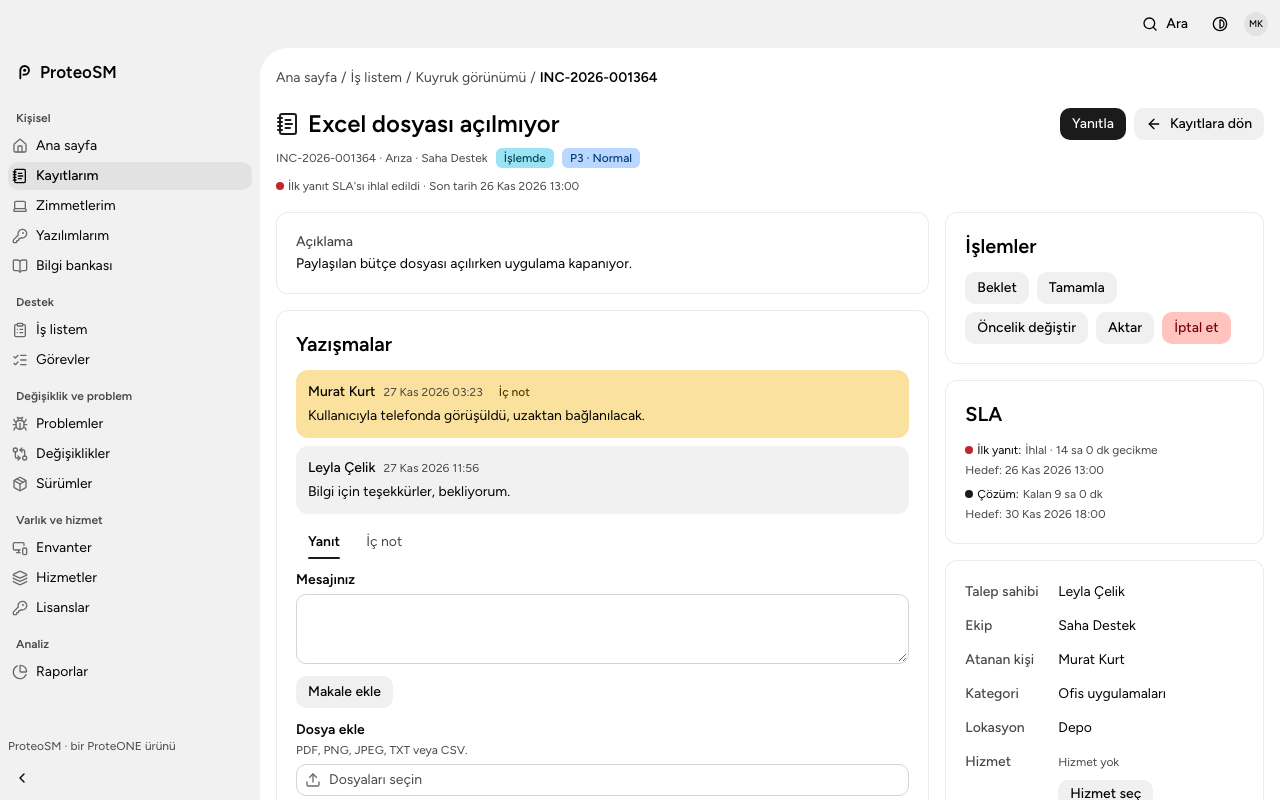 Ara
MK
ProteoSM
Kişisel
Ana sayfa
Kayıtlarım
Zimmetlerim
Yazılımlarım
Bilgi bankası
Destek
İş listem
Görevler
Değişiklik ve problem
Problemler
Değişiklikler
Sürümler
Varlık ve hizmet
Envanter
Hizmetler
Lisanslar
Analiz
Raporlar
ProteoSM · bir ProteONE ürünü
Ana sayfa / İş listem / Kuyruk görünümü / INC-2026-001364
Excel dosyası açılmıyor
Yanıtla
Kayıtlara dön
INC-2026-001364 · Arıza · Saha Destek İşlemde P3 · Normal
İlk yanıt SLA'sı ihlal edildi · Son tarih 26 Kas 2026 13:00
Açıklama
Paylaşılan bütçe dosyası açılırken uygulama kapanıyor.
Yazışmalar
Murat Kurt 27 Kas 2026 03:23 İç not
Kullanıcıyla telefonda görüşüldü, uzaktan bağlanılacak.
Leyla Çelik 27 Kas 2026 11:56
Bilgi için teşekkürler, bekliyorum.
Yanıt İç not
Mesajınız
Makale ekle
Dosya ekle
PDF, PNG, JPEG, TXT veya CSV.
Dosyaları seçin
İşlemler
Beklet Tamamla
Öncelik değiştir Aktar İptal et
SLA
İlk yanıt: İhlal · 14 sa 0 dk gecikme
Hedef: 26 Kas 2026 13:00
Çözüm: Kalan 9 sa 0 dk
Hedef: 30 Kas 2026 18:00
Talep sahibi Leyla Çelik
Ekip Saha Destek
Atanan kişi Murat Kurt
Kategori Ofis uygulamaları
Lokasyon Depo
Hizmet Hizmet yok
Hizmet seç